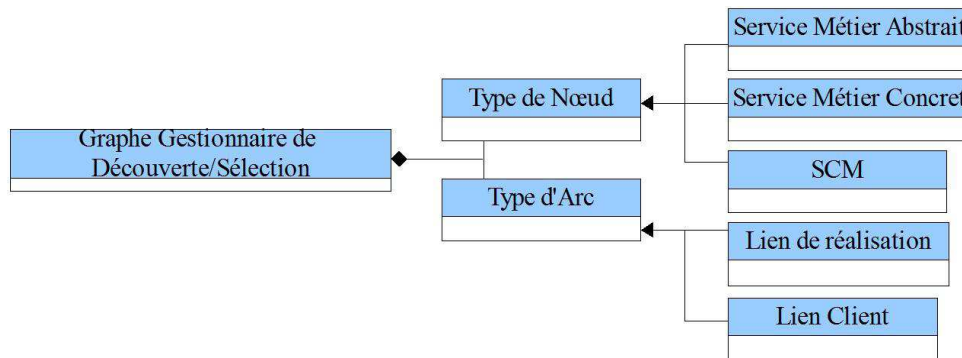 Service Métier Abstrait
Type de Nœud
Service Métier Concret
Graphe Gestionnaire de
Découverte/Sélection
SCM
Type d'Arc
Lien de réalisation
Lien Client